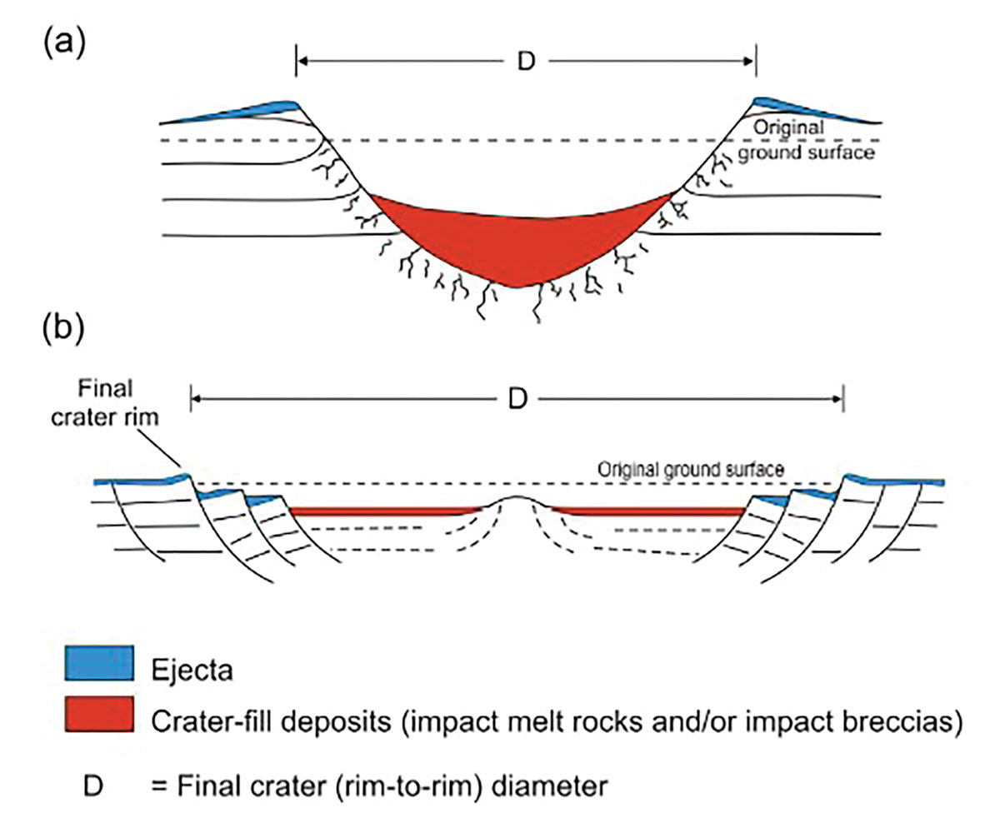 (a)
D
Original
ground surface
(b)
Final
crater rim
D
Original ground surface
Ejecta
Crater-fill deposits (impact melt rocks and/or impact breccias)
D = Final crater (rim-to-rim) diameter